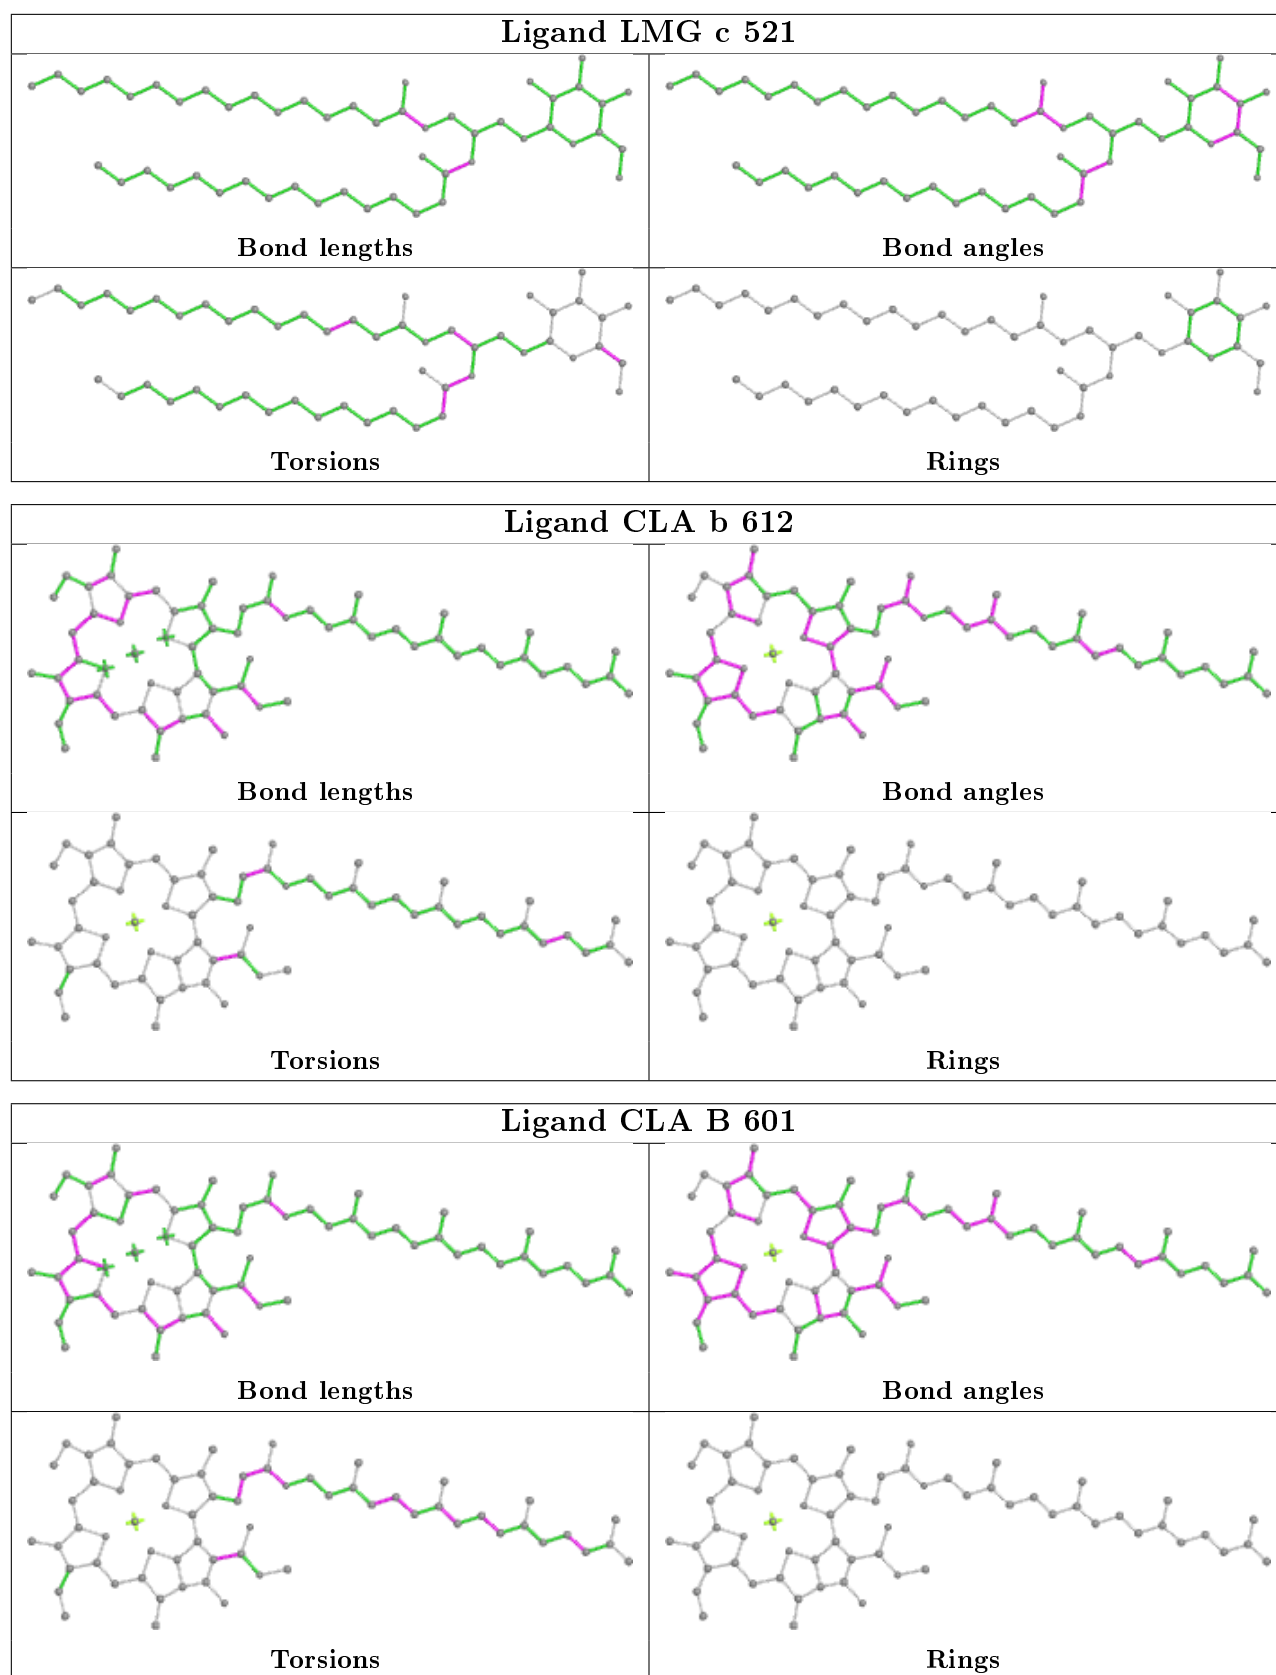 Ligand LMG c 521
Bond lengths
Bond angles
Torsions
Rings
Ligand CLA b 612
Bond lengths
Bond angles
Torsions
Rings
Ligand CLA B 601
Bond lengths
Bond angles
Torsions
Rings